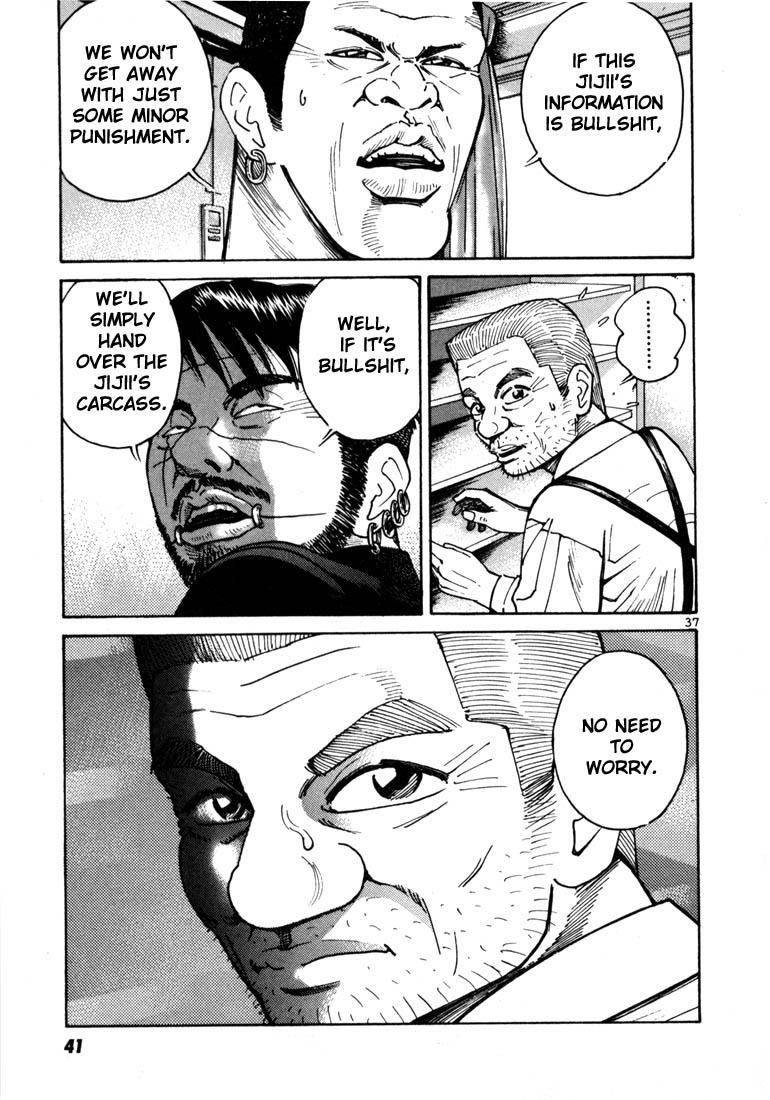 IF THIS
JIJII'S
INFORMATION
IS BULLSHIT,
WE WON'T
GET AWAY
WITH JUST
SOME MINOR
PUNISHMENT.
..........
WELL,
IF IT'S
BULLSHIT,
WE'LL
SIMPLY
HAND
OVER THE
JIJII'S
CARCASS.
37
NO NEED
TO
WORRY.
41